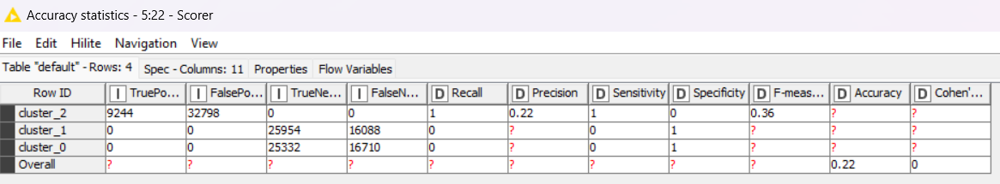 Accuracy statistics - 5:22 - Scorer
File Edit Hilite Navigation View
Table "default" - Rows: 4 Spec - Columns: 11 Properties Flow Variables
Row ID I TruePo... I FalsePo... I TrueNe... I FalseN... D Recall D Precision D Sensitivity D Specificity D F-meas... D Accuracy D Cohen'...
cluster_2 9244 32798 0 0 1 0.22 1 0 0.36 ? ?
cluster_1 0 0 25954 16088 0 ? 0 1 ? ? ?
cluster_0 0 0 25332 16710 0 ? 0 1 ? ? ?
Overall ? ? ? ? ? ? ? ? ? 0.22 0